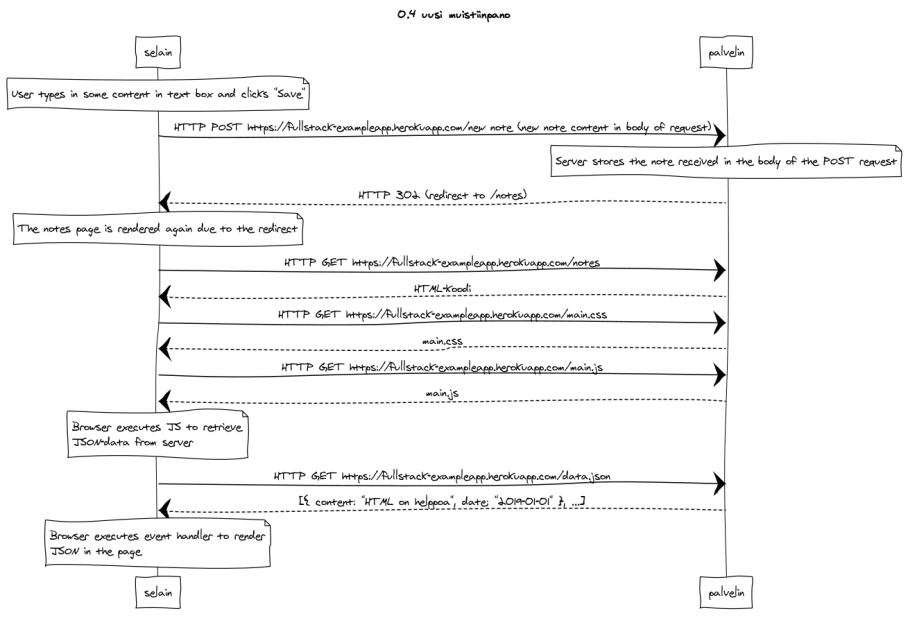 0.4 uusi muistiinpano
selain
palvelin
User types in some content in text box and clicks "Save"
HTTP POST https://fullstack-exampleapp.herokuapp.com/new note (new note content in body of request)
Server stores the note received in the body of the POST request
HTTP 302 (redirect to /notes)
The notes page is rendered again due to the redirect
HTTP GET https://fullstack-exampleapp.herokuapp.com/notes
HTML-koodi
HTTP GET https://fullstack-exampleapp.herokuapp.com/main.css
main.css
HTTP GET https://fullstack-exampleapp.herokuapp.com/main.js
main.js
Browser executes JS to retrieve
JSON-data from server
HTTP GET https://fullstack-exampleapp.herokuapp.com/data.json
[{ content: "HTML on helppoa", date: "2019-01-01" }, ...]
Browser executes event handler to render
JSON in the page
selain
palvelin